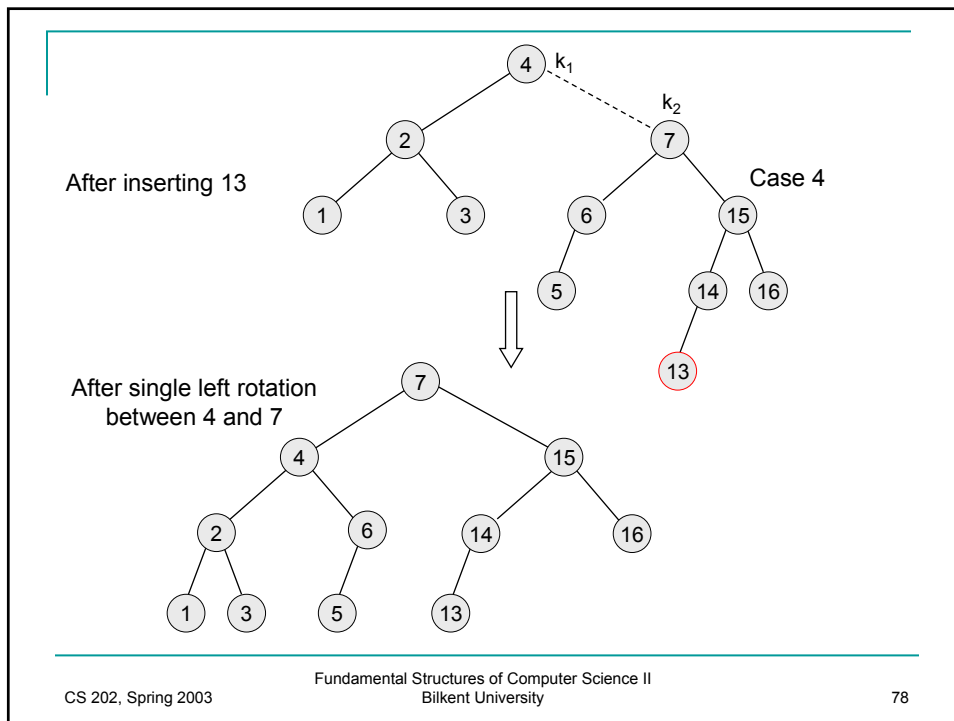 4 k₁
k₂
2 7
After inserting 13
Case 4
1 3 6 15
5 14 16
13
After single left rotation
between 4 and 7
7
4 15
2 6 14 16
1 3 5 13
CS 202, Spring 2003
Fundamental Structures of Computer Science II
Bilkent University
78